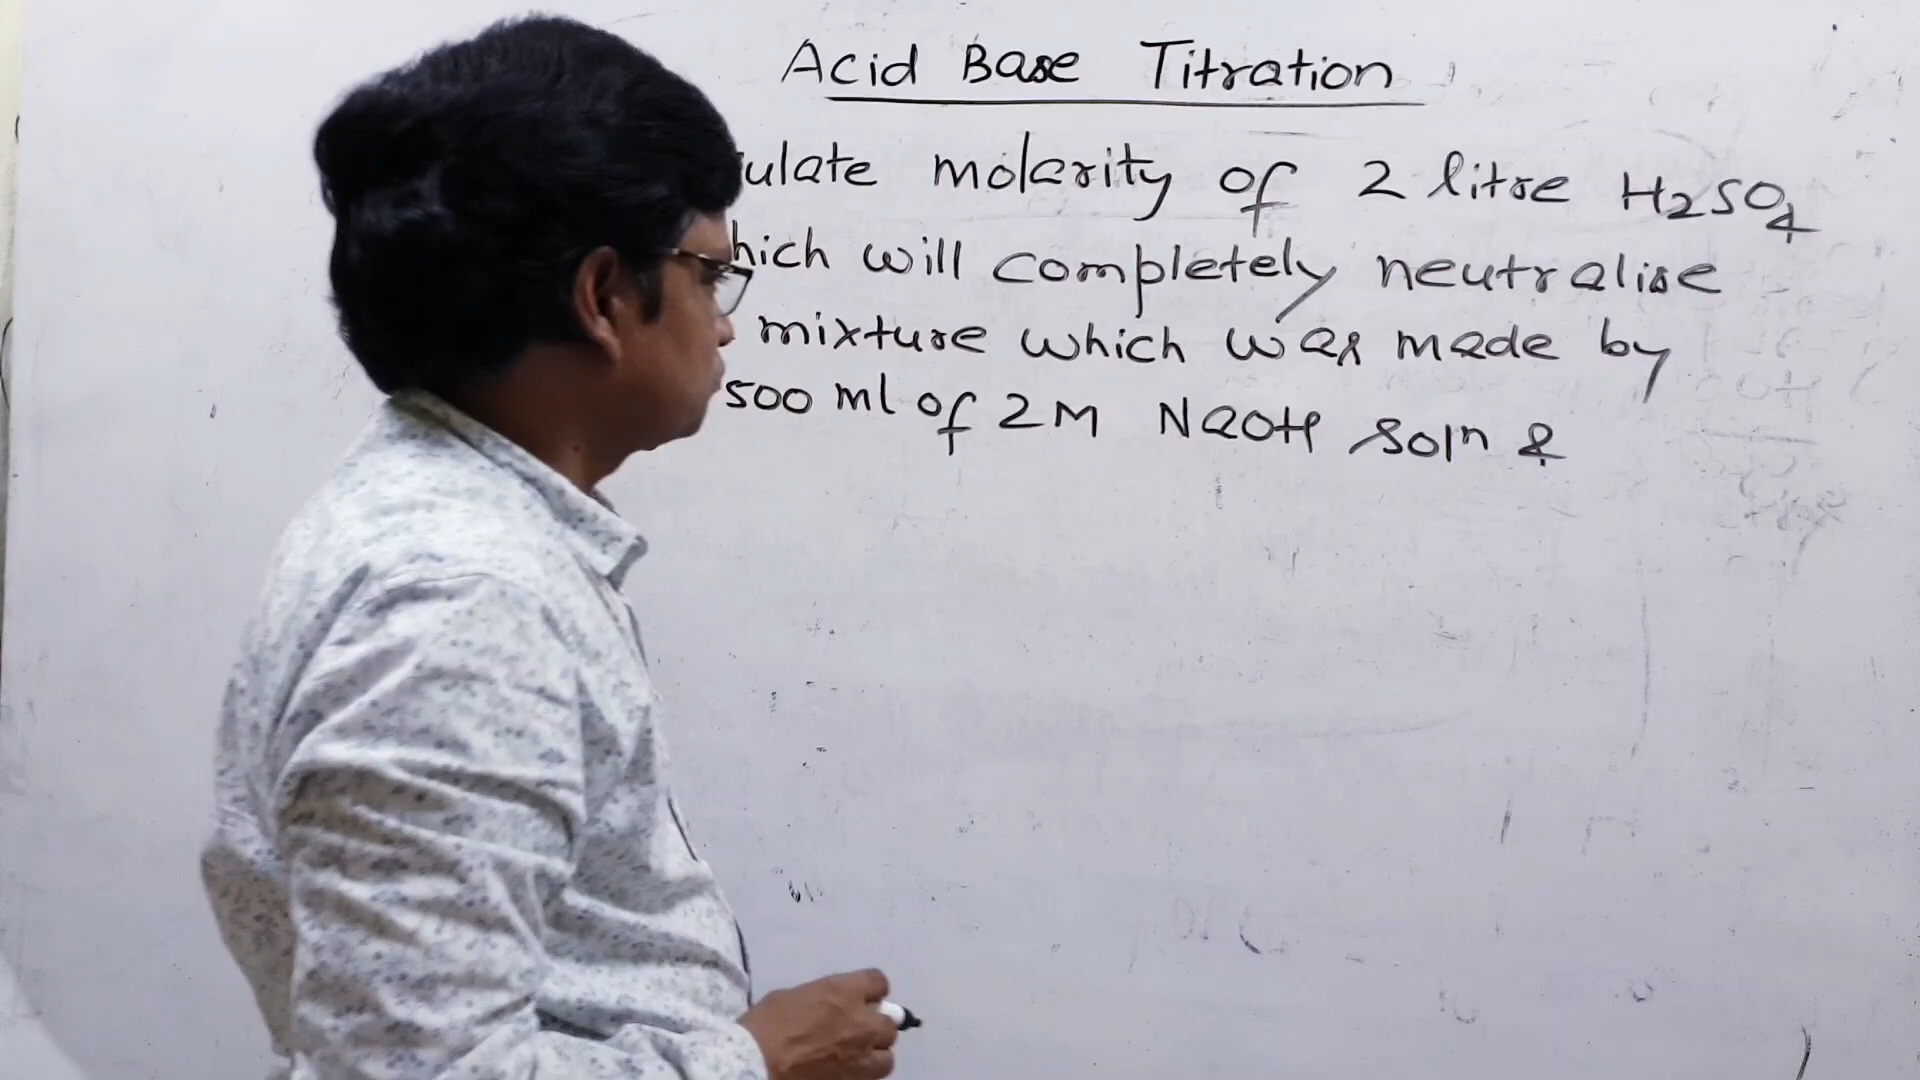 Acid Base Titration
ulate molarity of 2 litre H2SO4
hich will completely neutralise
mixture which was made by
500 ml of 2M NaOH soln &